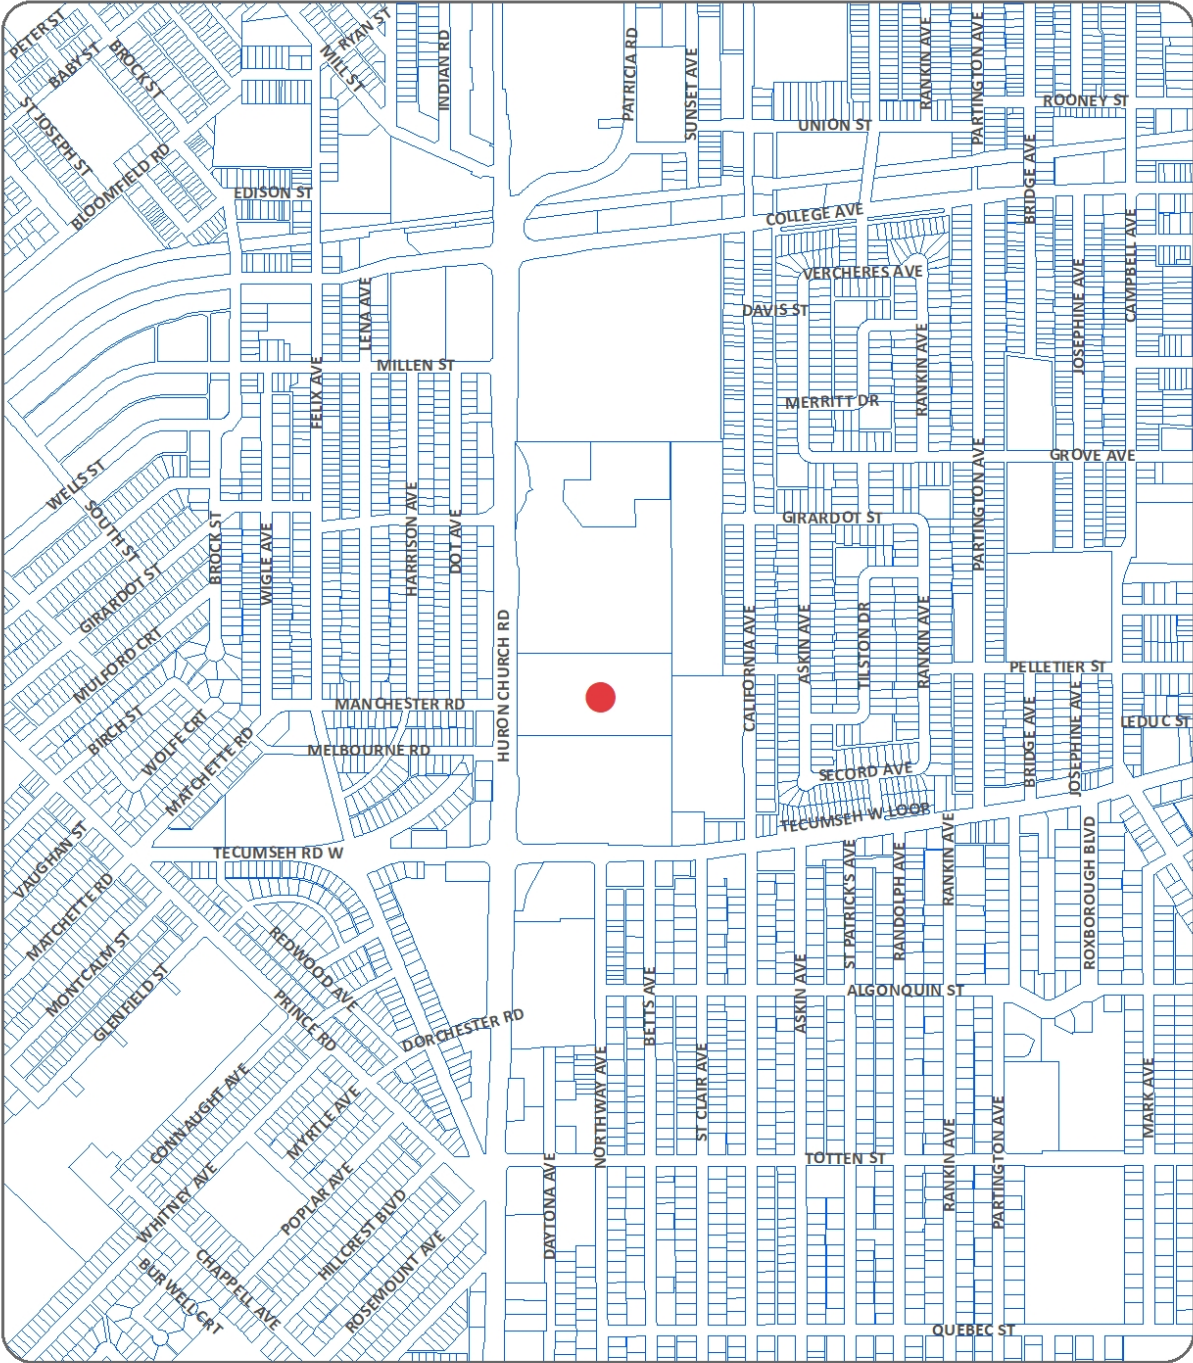 PETER ST
BABY ST
BROCK ST
MILL ST
RYAN ST
INDIAN RD
PATRICIA RD
SUNSET AVE
RANKIN AVE
PARTINGTON AVE
ROONEY ST
ST JOSEPH ST
UNION ST
BLOOMFIELD RD
BRIDGE AVE
EDISON ST
COLLEGE AVE
CAMPBELL AVE
VERCHERES AVE
LENA AVE
DAVIS ST
JOSEPHINE AVE
MILLEN ST
FELIX AVE
RANKIN AVE
MERRITT DR
GROVE AVE
WELLS ST
SOUTH ST
BROCK ST
WIGLE AVE
HARRISON AVE
DOT AVE
GIRARDOT ST
PARTINGTON AVE
GIRARDOT ST
MULFORD CRT
HURON CHURCH RD
CALIFORNIA AVE
ASKIN AVE
TILSTON DR
RANKIN AVE
PELLETIER ST
BIRCH ST
WOLFE CRT
MATCHETTE RD
MANCHESTER RD
MELBOURNE RD
BRIDGE AVE
JOSEPHINE AVE
LEDUC ST
SECORD AVE
TECUMSEH W LOOP
VAUGHAN ST
TECUMSEH RD W
MATCHETTE RD
ST PATRICK'S AVE
RANDOLPH AVE
RANKIN AVE
ROXBOROUGH BLVD
MONTCALM ST
GLENFIELD ST
REDWOOD AVE
PRINCE RD
DORCHESTER RD
BETTS AVE
ASKIN AVE
ALGONQUIN ST
CONNAUGHT AVE
MYRTLE AVE
NORTHWAY AVE
ST CLAIR AVE
MARK AVE
WHITNEY AVE
POPLAR AVE
DAYTONA AVE
TOTTEN ST
RANKIN AVE
PARTINGTON AVE
HILLCREST BLVD
BURWELL CRT
CHAPPELL AVE
ROSEMOUNT AVE
QUEBEC ST